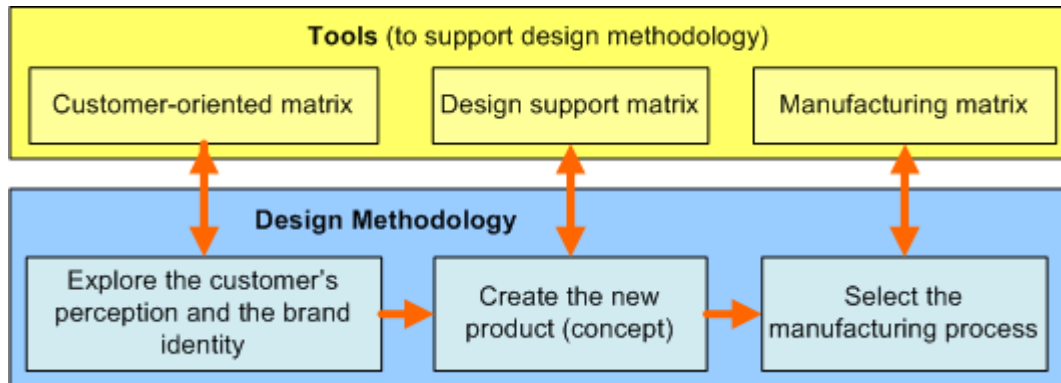 Tools (to support design methodology)
Customer-oriented matrix
Design support matrix
Manufacturing matrix
Design Methodology
Explore the customer's
perception and the brand
identity
Create the new
product (concept)
Select the
manufacturing process